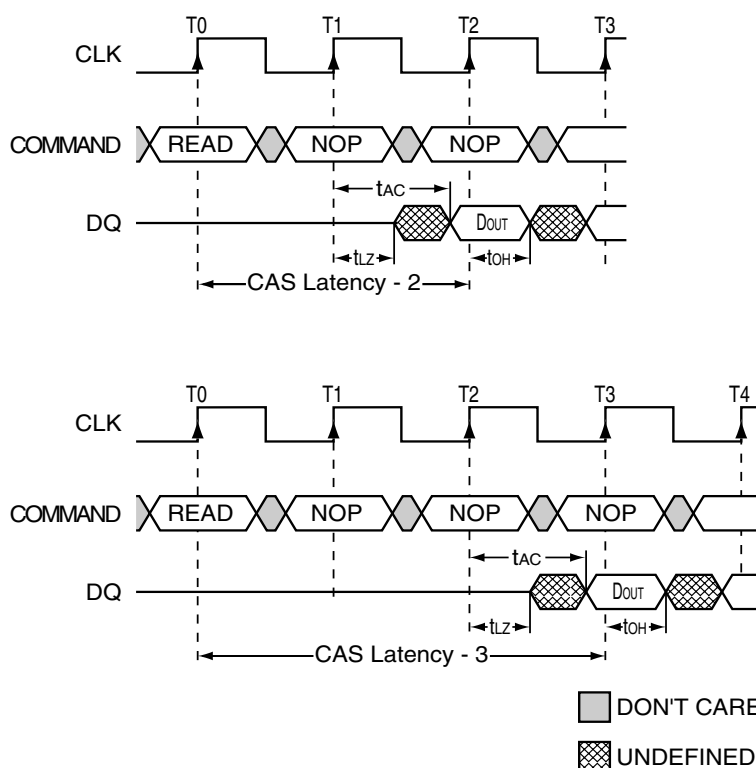 T0 T1 T2 T3
CLK
COMMAND READ NOP NOP
tAC
DQ DOUT
tLZ tOH
CAS Latency - 2
T0 T1 T2 T3 T4
CLK
COMMAND READ NOP NOP NOP
tAC
DQ DOUT
tLZ tOH
CAS Latency - 3
DON'T CARE
UNDEFINED